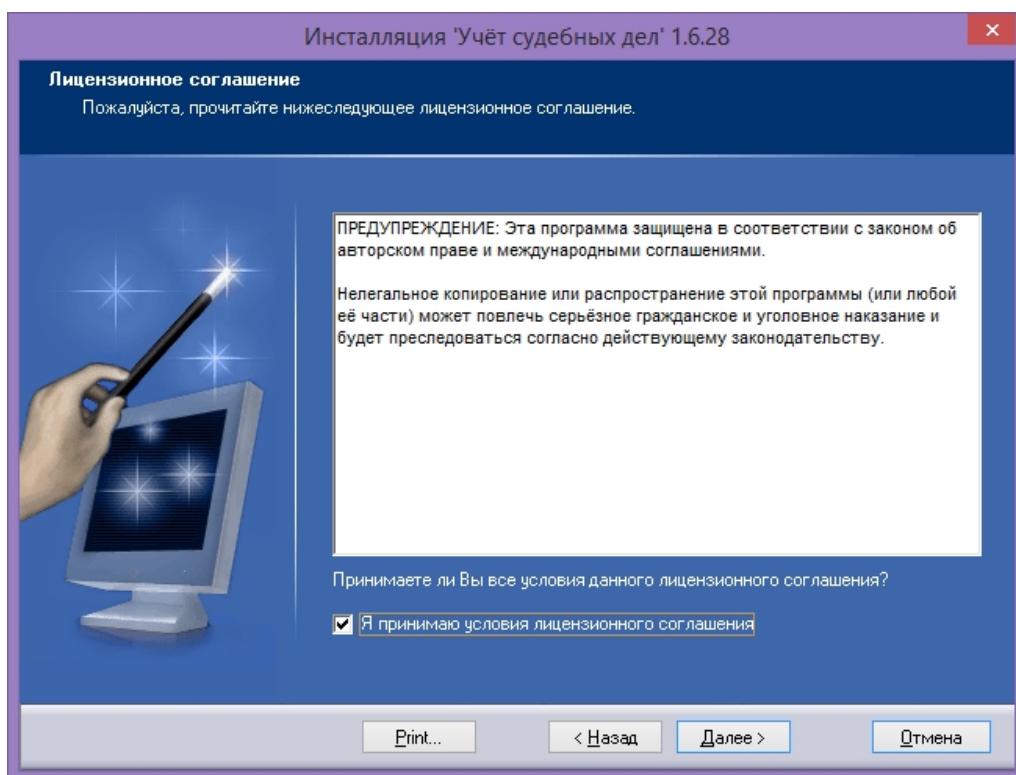 Инсталляция 'Учёт судебных дел' 1.6.28
Лицензионное соглашение
Пожалуйста, прочитайте нижеследующее лицензионное соглашение.
ПРЕДУПРЕЖДЕНИЕ: Эта программа защищена в соответствии с законом об
авторском праве и международными соглашениями.
Нелегальное копирование или распространение этой программы (или любой
её части) может повлечь серьёзное гражданское и уголовное наказание и
будет преследоваться согласно действующему законодательству.
Принимаете ли Вы все условия данного лицензионного соглашения?
Я принимаю условия лицензионного соглашения
Print...
< Назад
Далее >
Отмена